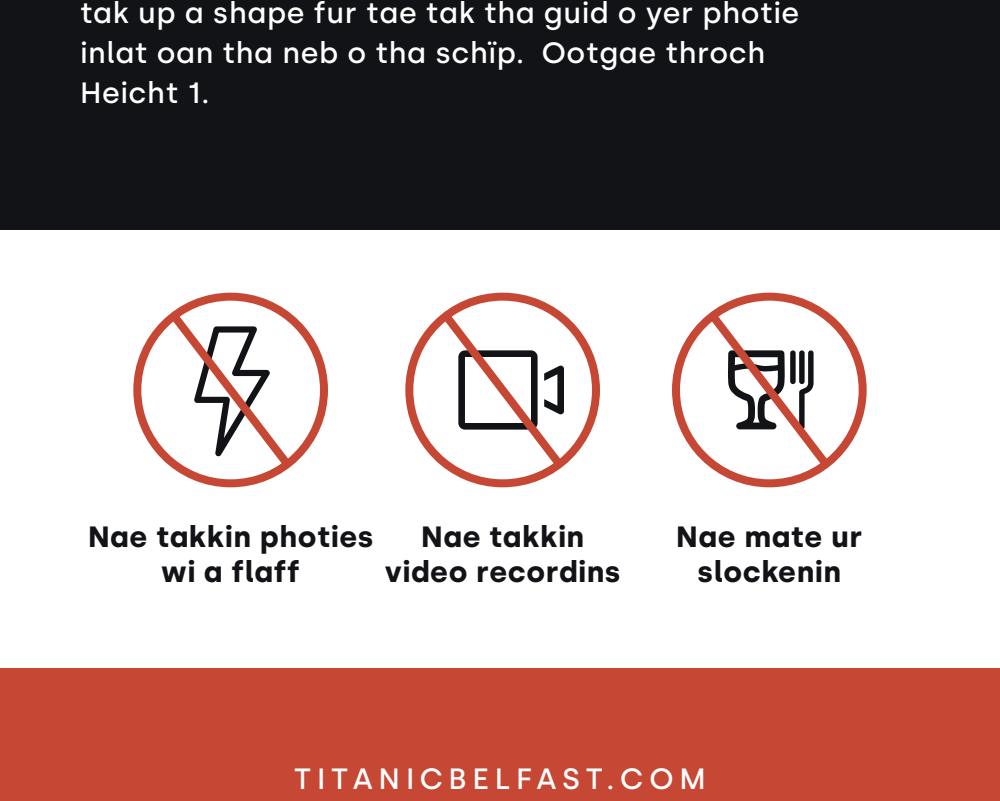 tak up a shape fur tae tak tha guid o yer photie
inlat oan tha neb o tha schïp.  Ootgae throch
Heicht 1.
Nae takkin photies
wi a flaff
Nae takkin
video recordins
Nae mate ur
slockenin
TITANICBELFAST.COM